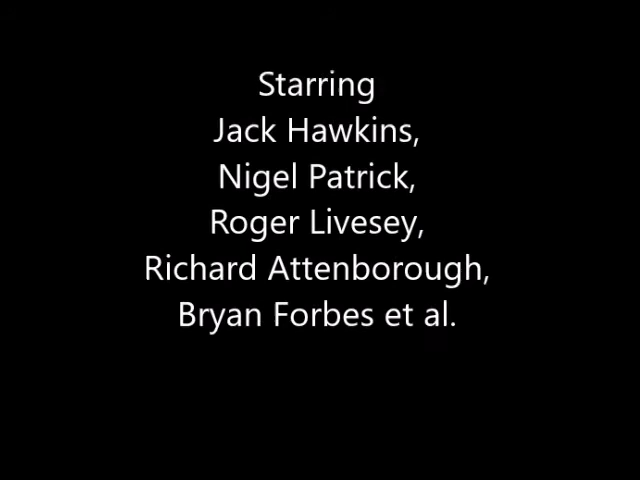 Starring
Jack Hawkins,
Nigel Patrick,
Roger Livesey,
Richard Attenborough,
Bryan Forbes et al.